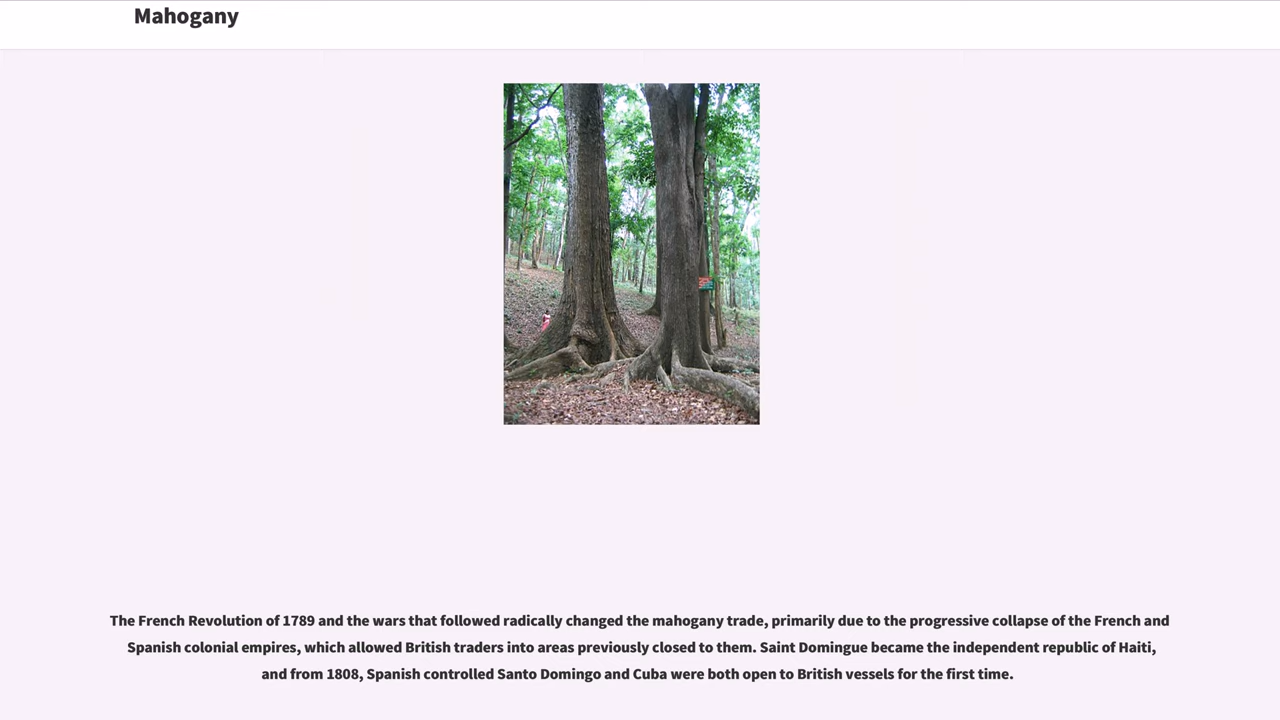 Mahogany
The French Revolution of 1789 and the wars that followed radically changed the mahogany trade, primarily due to the progressive collapse of the French and
Spanish colonial empires, which allowed British traders into areas previously closed to them. Saint Domingue became the independent republic of Haiti,
and from 1808, Spanish controlled Santo Domingo and Cuba were both open to British vessels for the first time.